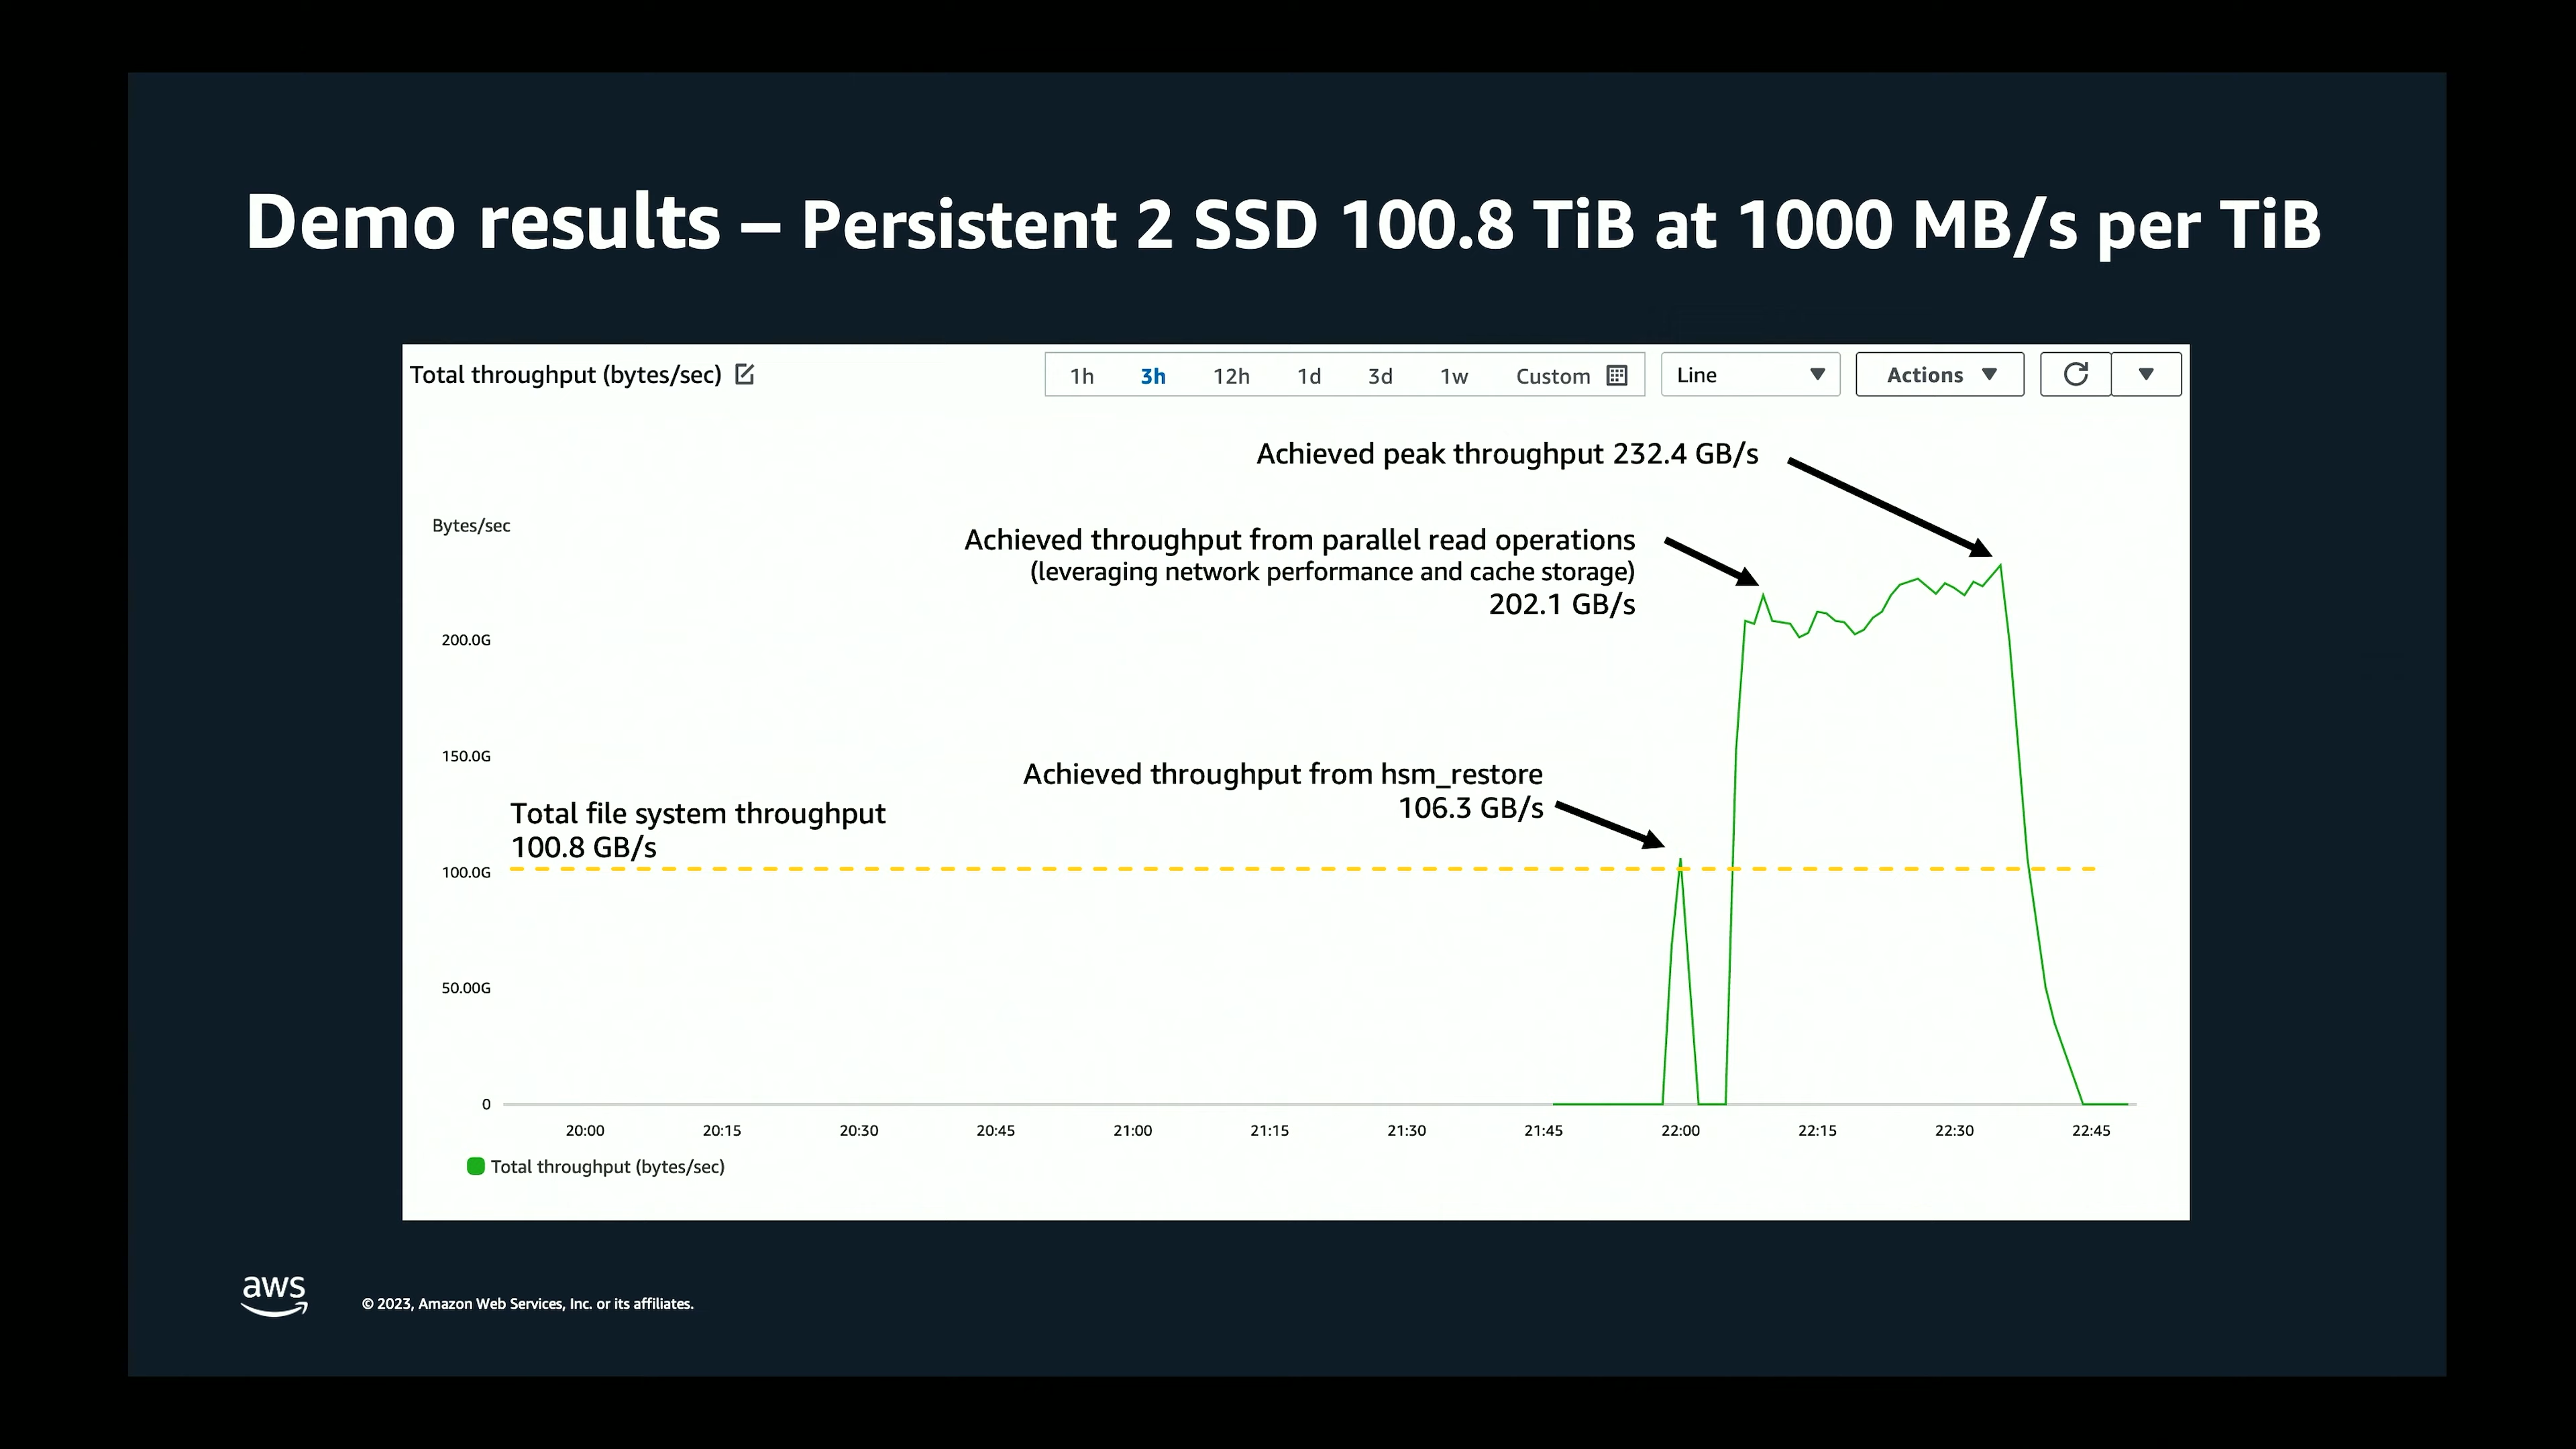 Demo results – Persistent 2 SSD 100.8 TiB at 1000 MB/s per TiB
Total throughput (bytes/sec)
1h 3h 12h 1d 3d 1w Custom
Line
Actions
Achieved peak throughput 232.4 GB/s
Bytes/sec
Achieved throughput from parallel read operations
(leveraging network performance and cache storage)
202.1 GB/s
200.0G
150.0G
Achieved throughput from hsm_restore
106.3 GB/s
Total file system throughput
100.8 GB/s
100.0G
50.00G
0
20:00 20:15 20:30 20:45 21:00 21:15 21:30 21:45 22:00 22:15 22:30 22:45
Total throughput (bytes/sec)
aws
© 2023, Amazon Web Services, Inc. or its affiliates.